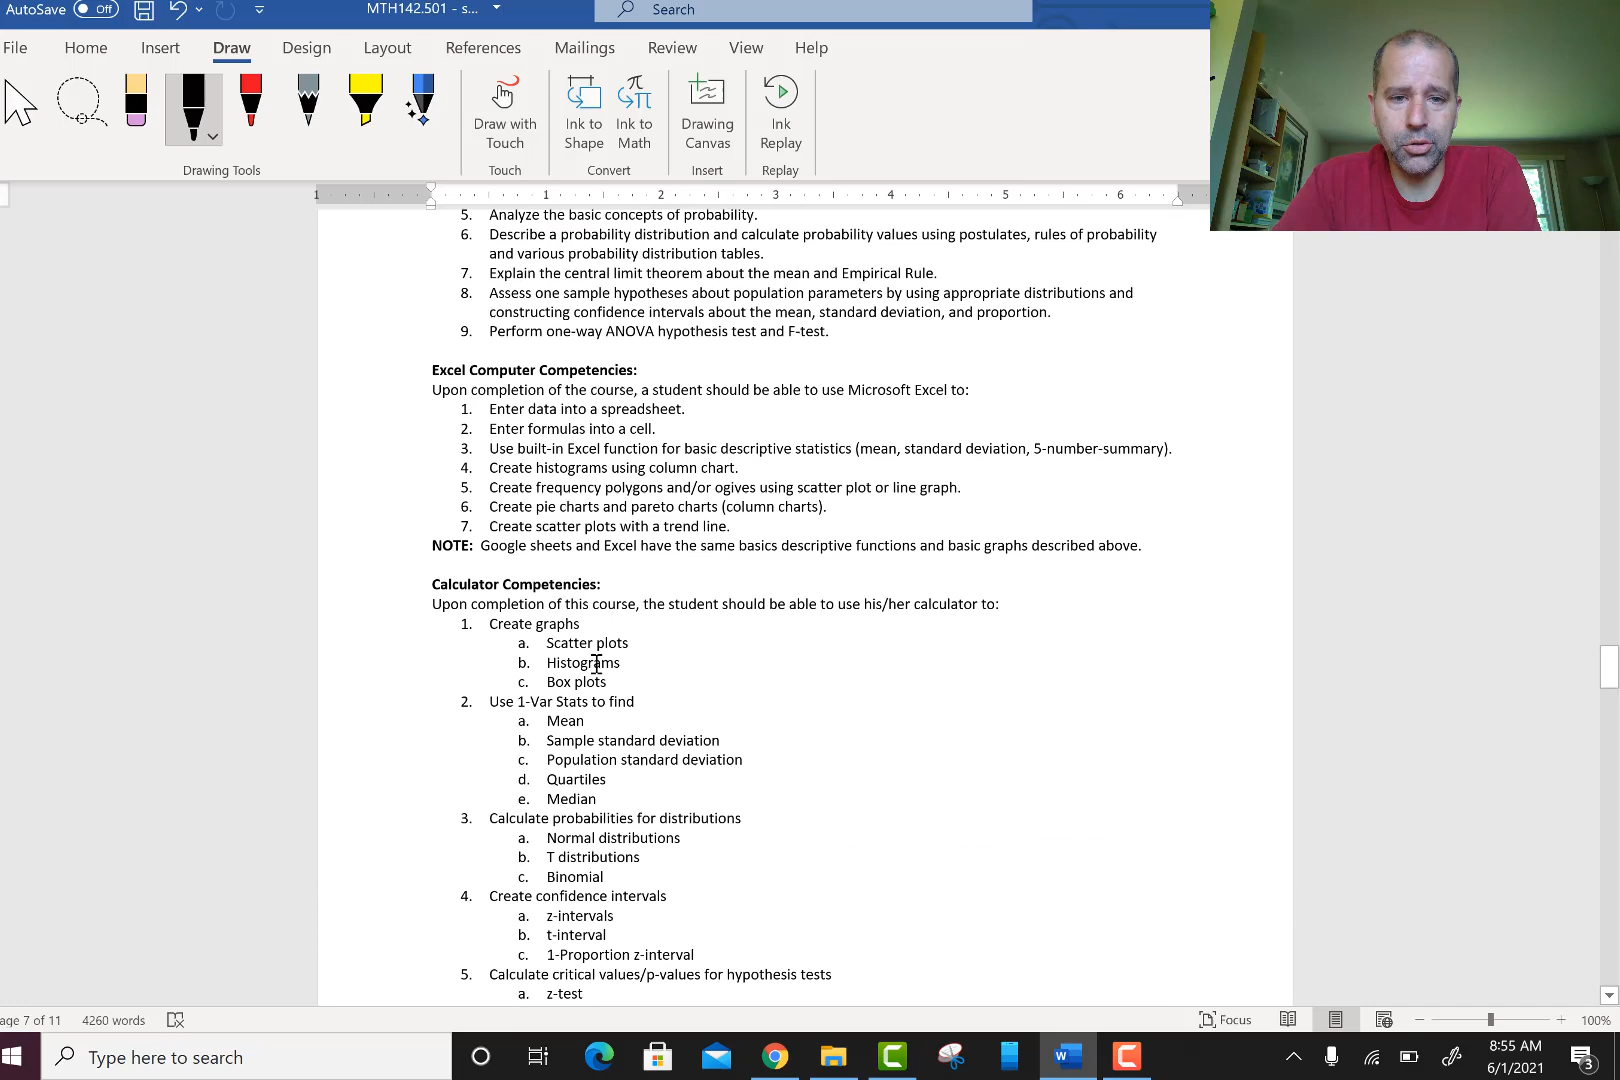 AutoSave Off MTH142.501 - s... Search
File Home Insert Draw Design Layout References Mailings Review View Help
Draw with Touch
Ink to Shape
Ink to Math
Drawing Canvas
Ink Replay
Drawing Tools Touch Convert Insert Replay
1 1 2 3 4 5 6
5. Analyze the basic concepts of probability.
6. Describe a probability distribution and calculate probability values using postulates, rules of probability
and various probability distribution tables.
7. Explain the central limit theorem about the mean and Empirical Rule.
8. Assess one sample hypotheses about population parameters by using appropriate distributions and
constructing confidence intervals about the mean, standard deviation, and proportion.
9. Perform one-way ANOVA hypothesis test and F-test.
Excel Computer Competencies:
Upon completion of the course, a student should be able to use Microsoft Excel to:
1. Enter data into a spreadsheet.
2. Enter formulas into a cell.
3. Use built-in Excel function for basic descriptive statistics (mean, standard deviation, 5-number-summary).
4. Create histograms using column chart.
5. Create frequency polygons and/or ogives using scatter plot or line graph.
6. Create pie charts and pareto charts (column charts).
7. Create scatter plots with a trend line.
NOTE: Google sheets and Excel have the same basics descriptive functions and basic graphs described above.
Calculator Competencies:
Upon completion of this course, the student should be able to use his/her calculator to:
1. Create graphs
a. Scatter plots
b. Histograms
c. Box plots
2. Use 1-Var Stats to find
a. Mean
b. Sample standard deviation
c. Population standard deviation
d. Quartiles
e. Median
3. Calculate probabilities for distributions
a. Normal distributions
b. T distributions
c. Binomial
4. Create confidence intervals
a. z-intervals
b. t-interval
c. 1-Proportion z-interval
5. Calculate critical values/p-values for hypothesis tests
a. z-test
age 7 of 11 4260 words Focus 100%
Type here to search 8:55 AM
6/1/2021 3